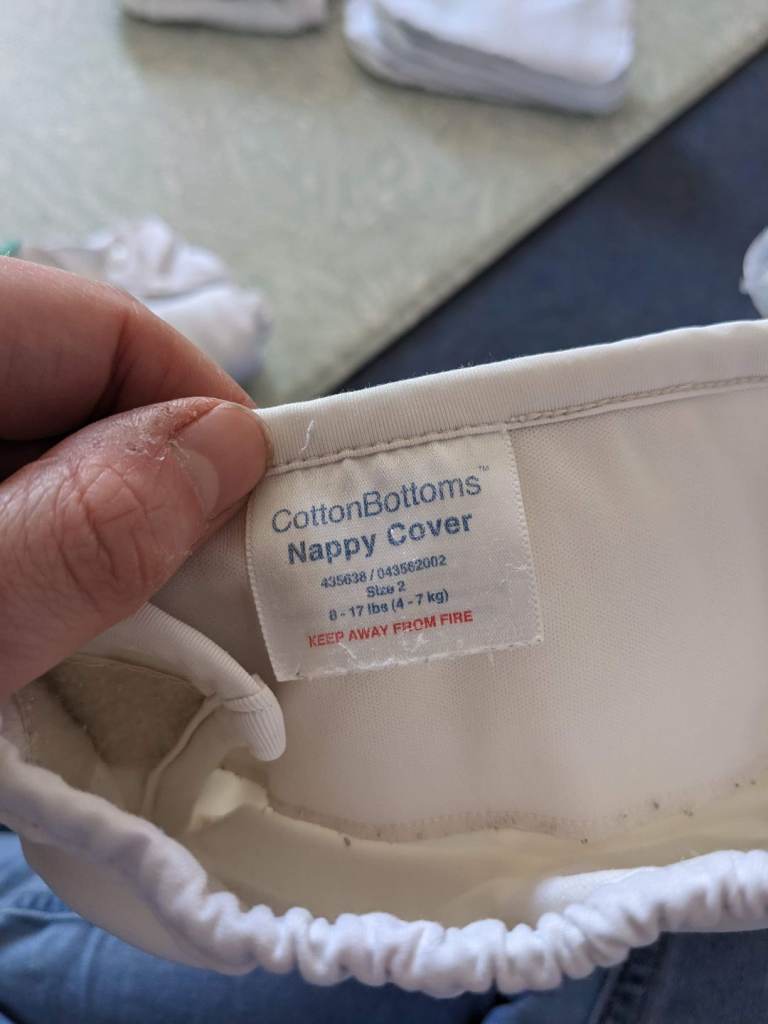 CottonBottoms™
Nappy Cover
435638 / 043562002
Size 2
8 - 17 lbs (4 - 7 kg)
KEEP AWAY FROM FIRE